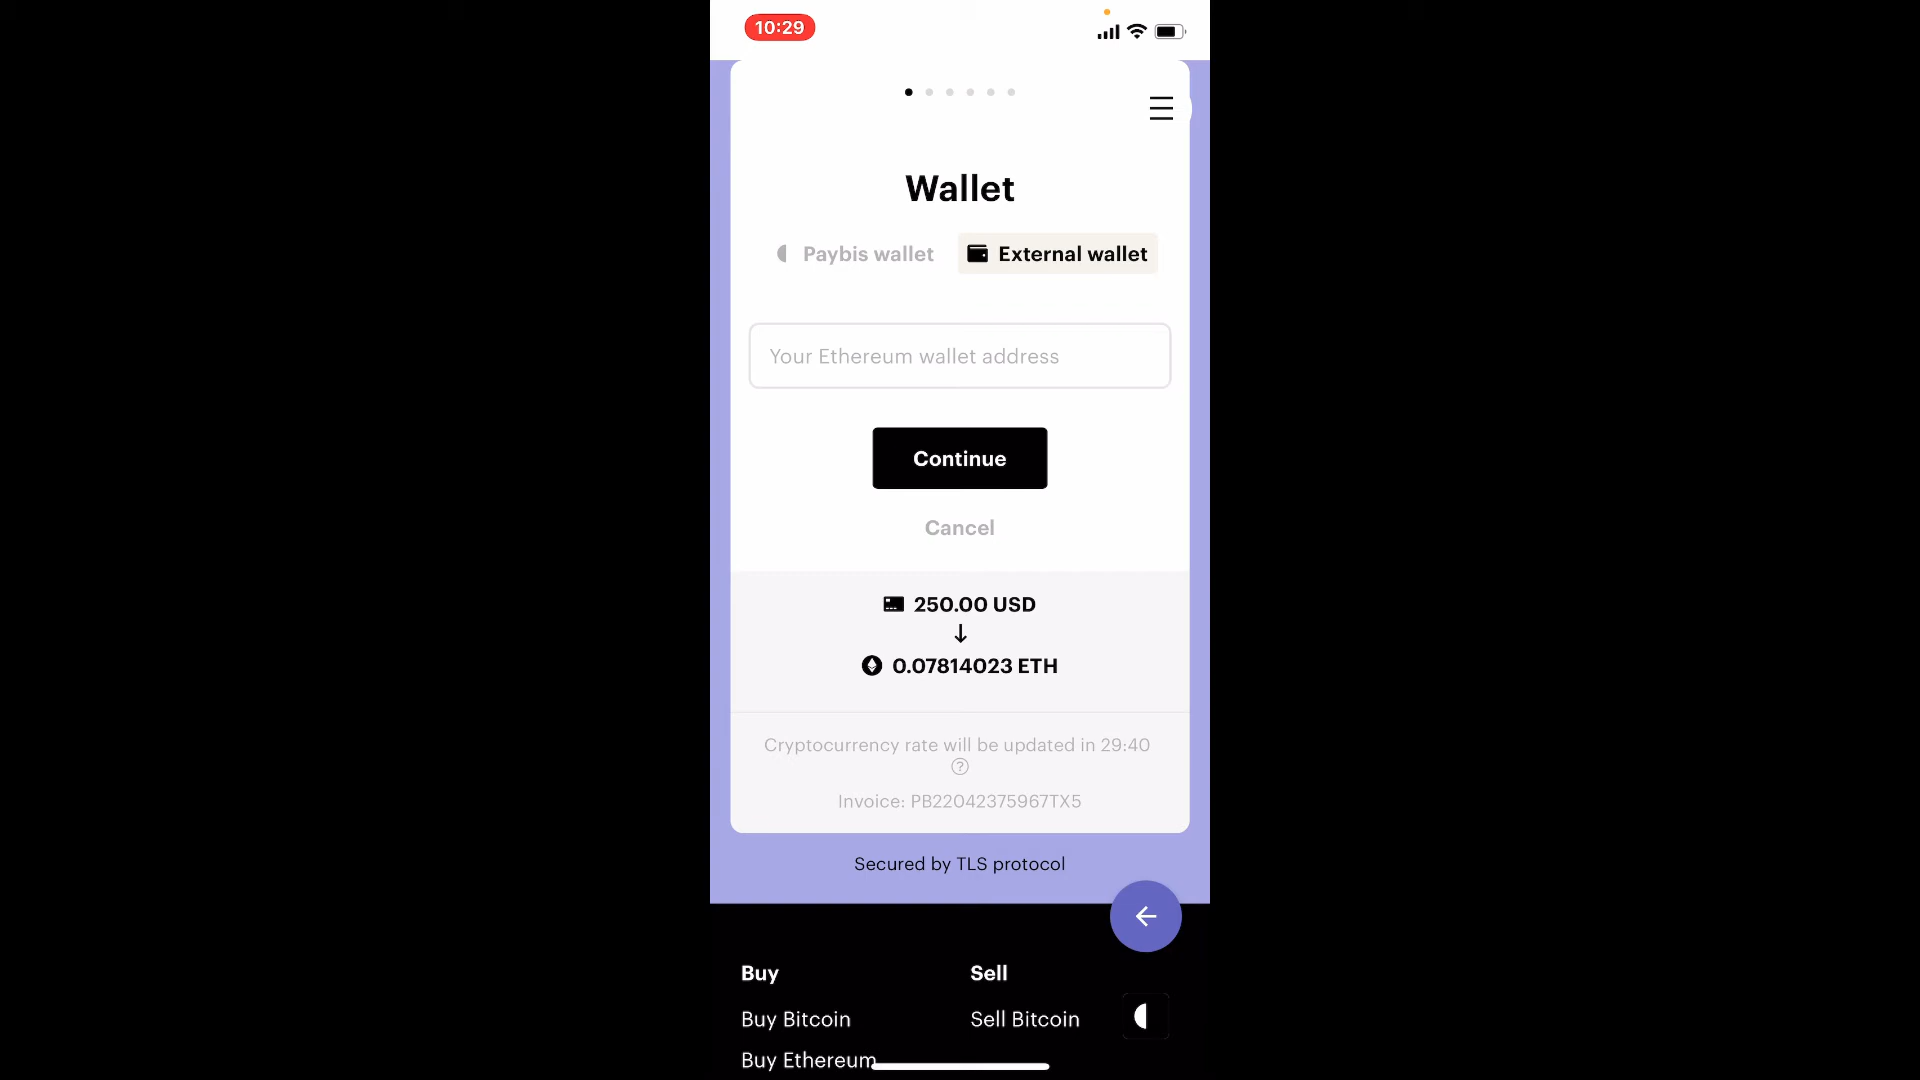 10:29
Wallet
Paybis wallet
External wallet
Your Ethereum wallet address
Continue
Cancel
250.00 USD
↓
0.07814023 ETH
Cryptocurrency rate will be updated in 29:40
?
Invoice: PB22042375967TX5
Secured by TLS protocol
Buy
Sell
Buy Bitcoin
Sell Bitcoin
Buy Ethereum